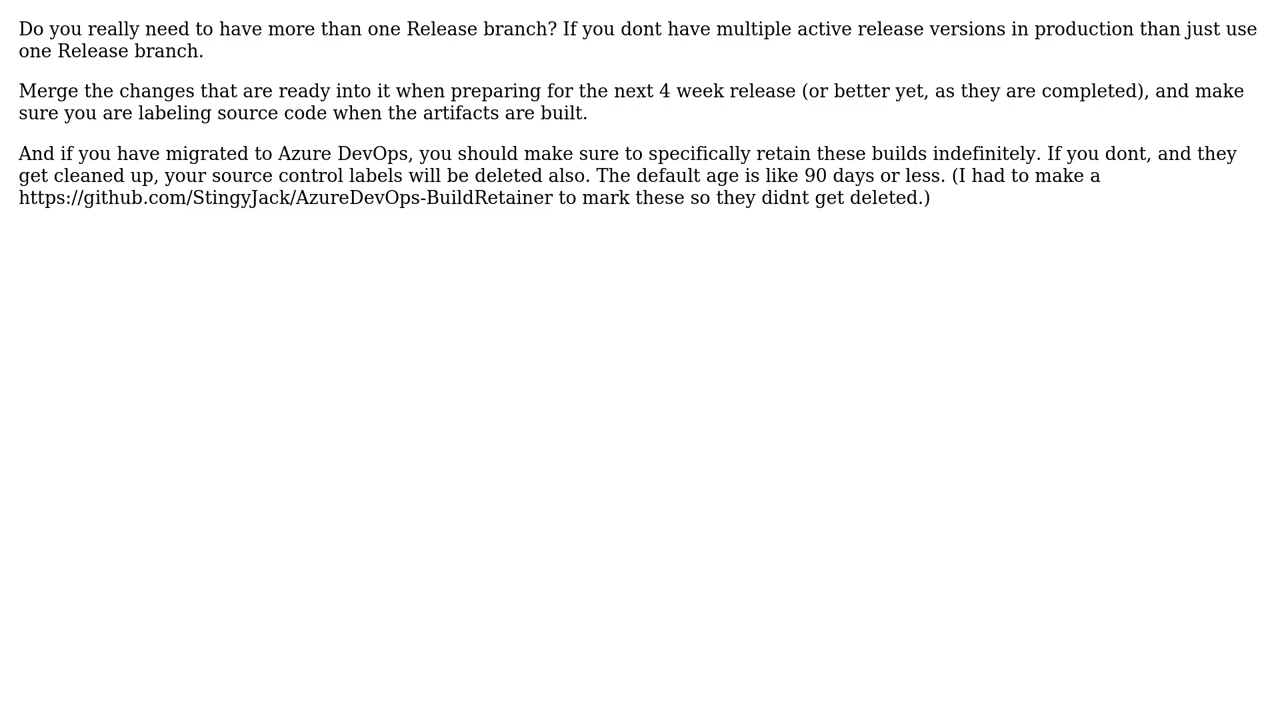 Do you really need to have more than one Release branch? If you dont have multiple active release versions in production than just use
one Release branch.
Merge the changes that are ready into it when preparing for the next 4 week release (or better yet, as they are completed), and make
sure you are labeling source code when the artifacts are built.
And if you have migrated to Azure DevOps, you should make sure to specifically retain these builds indefinitely. If you dont, and they
get cleaned up, your source control labels will be deleted also. The default age is like 90 days or less. (I had to make a
https://github.com/StingyJack/AzureDevOps-BuildRetainer to mark these so they didnt get deleted.)